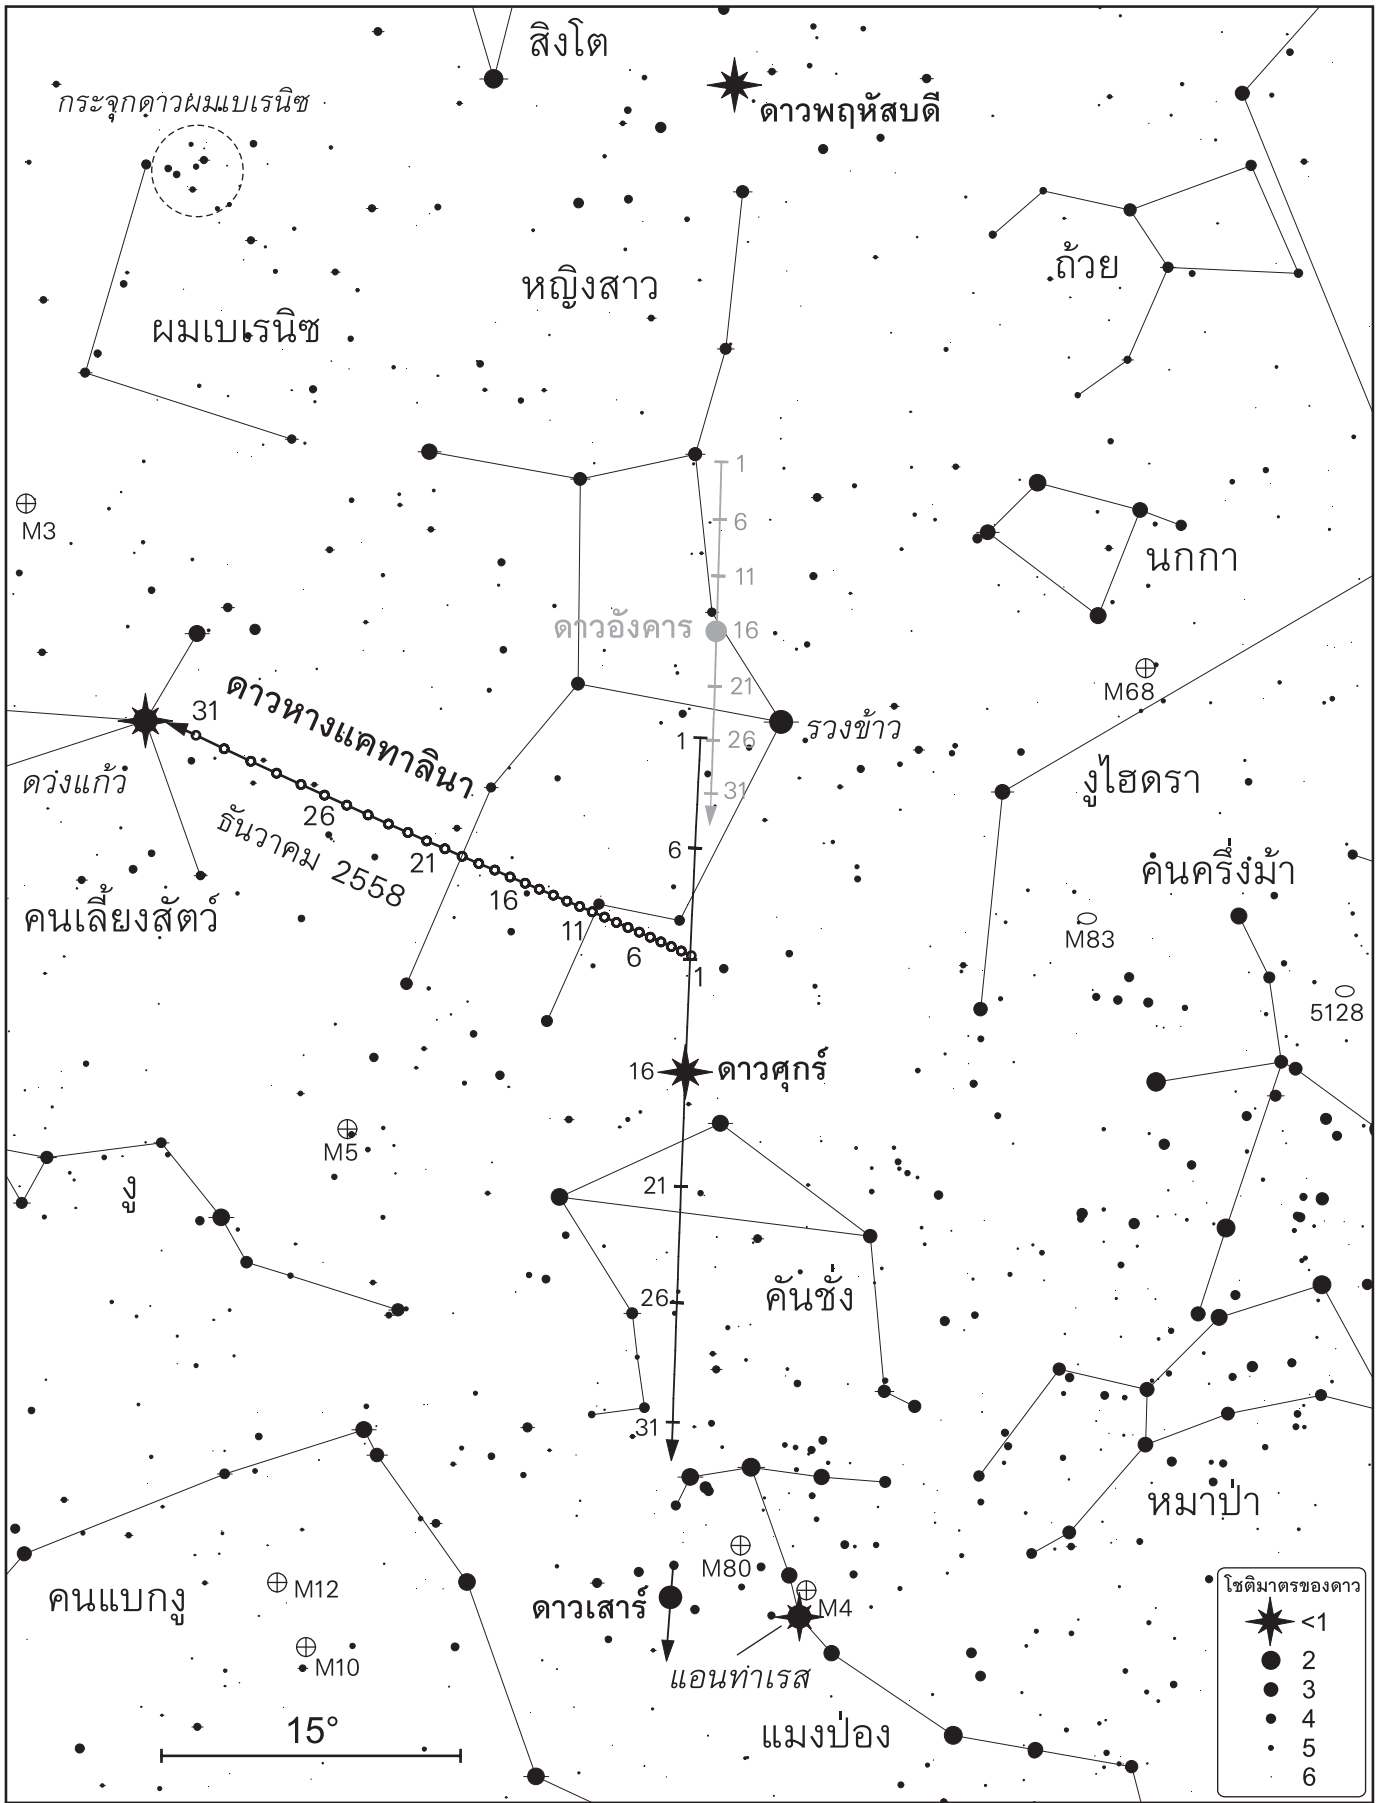 สิงโต
กระจุกดาวผมเบเรนิซ
ดาวพฤหัสบดี
ถ้วย
หญิงสาว
ผมเบเรนิซ
M3
1
6
11
ดาวอังคาร 16
21
26
31
นกกา
M68
รวงข้าว
งูไฮดรา
31
ดาวหางแคทาลินา
ดวงแก้ว
26
ธันวาคม 2558
21
16
11
6
1
1
6
คนเลี้ยงสัตว์
คนครึ่งม้า
M83
5128
16 ดาวศุกร์
M5
งู
21
26
คันชั่ง
31
หมาป่า
M80
M12
คนแบกงู
ดาวเสาร์
M4
M10
แอนทาเรส
แมงป่อง
15°
โชติมาตรของดาว
<1
2
3
4
5
6